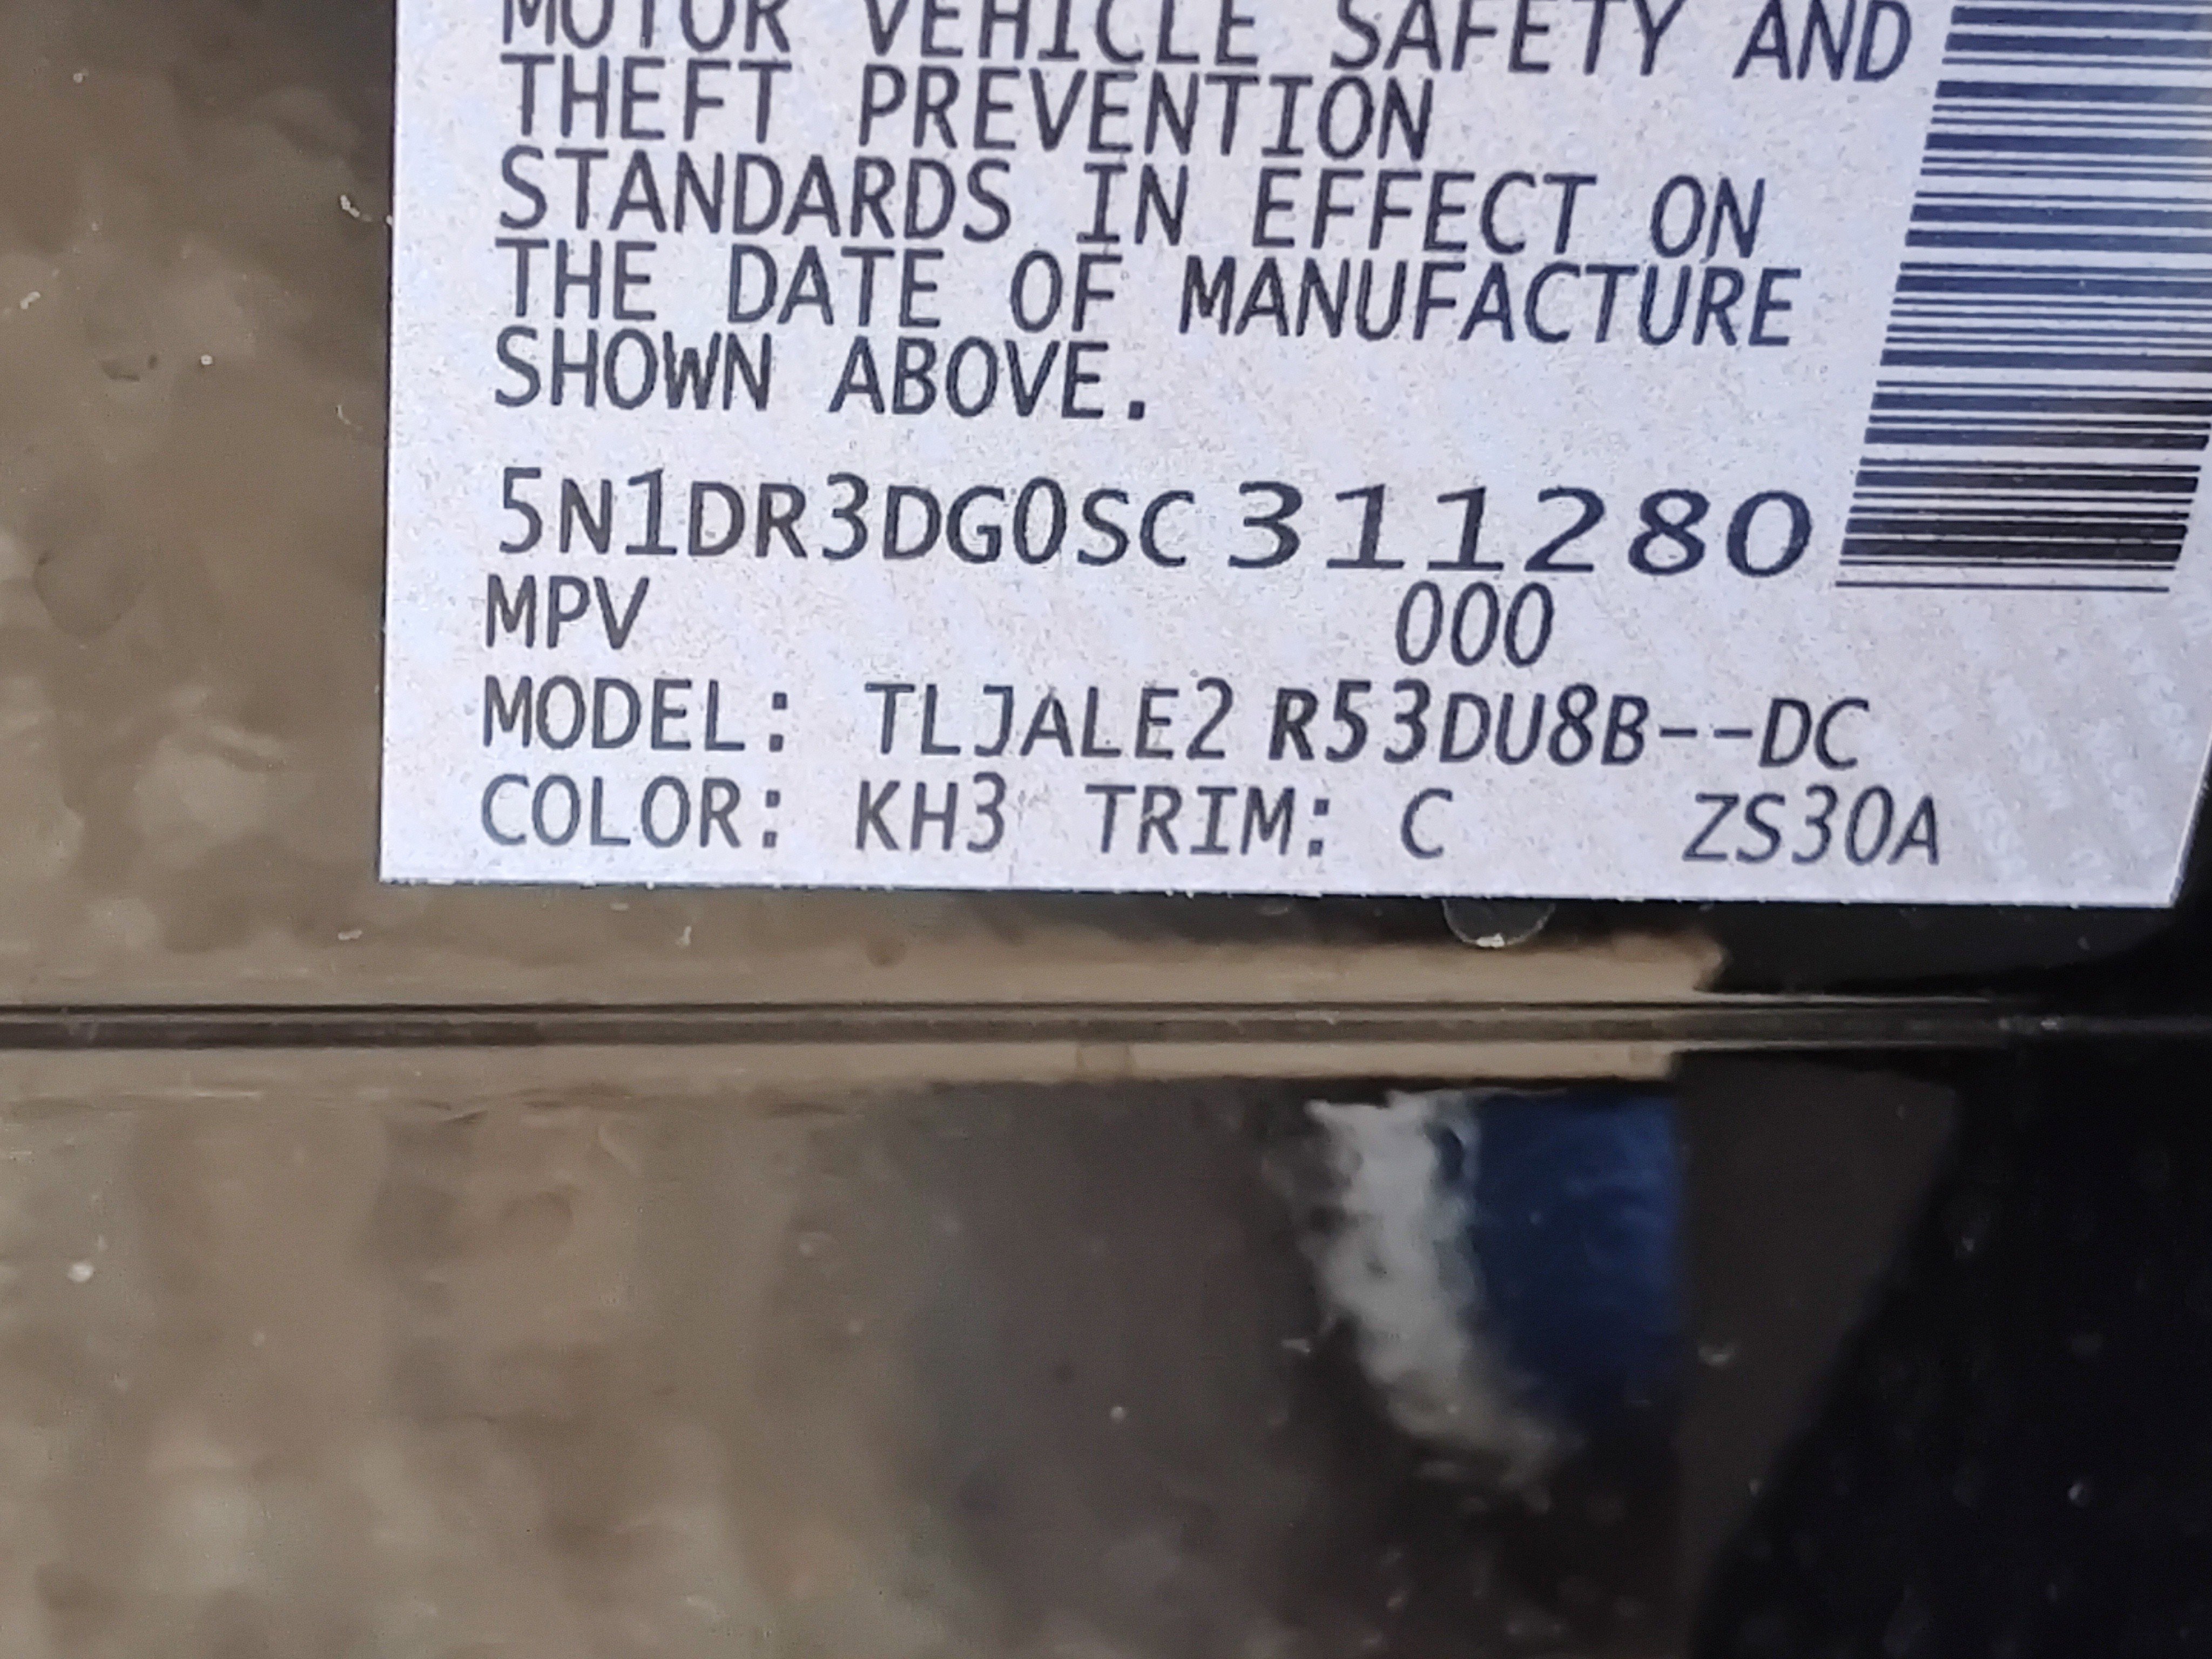 MOTOR VEHICLE SAFETY AND
THEFT PREVENTION
STANDARDS IN EFFECT ON
THE DATE OF MANUFACTURE
SHOWN ABOVE.
5N1DR3DG0SC311280
MPV 000
MODEL: TLJALE2 R53DU8B--DC
COLOR: KH3 TRIM: C ZS30A